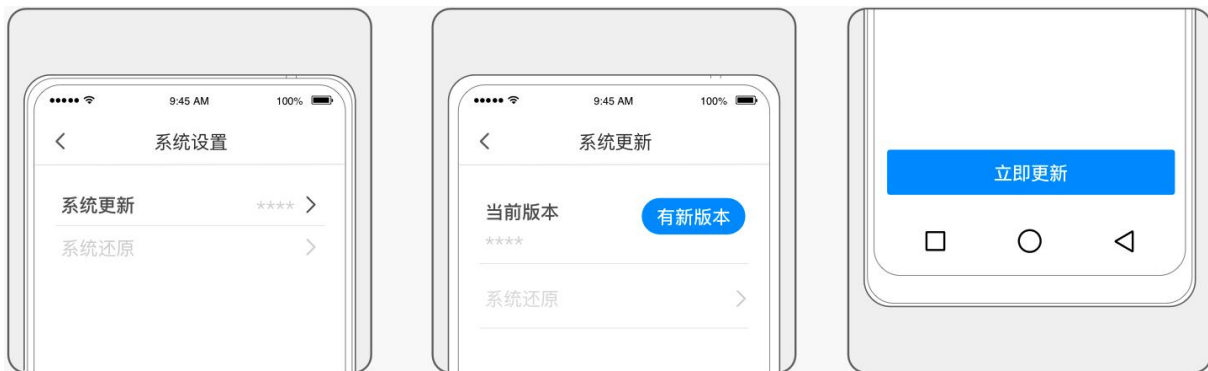 9:45 AM
100%
系统设置
系统更新
****
系统还原
9:45 AM
100%
系统更新
当前版本
****
有新版本
系统还原
立即更新